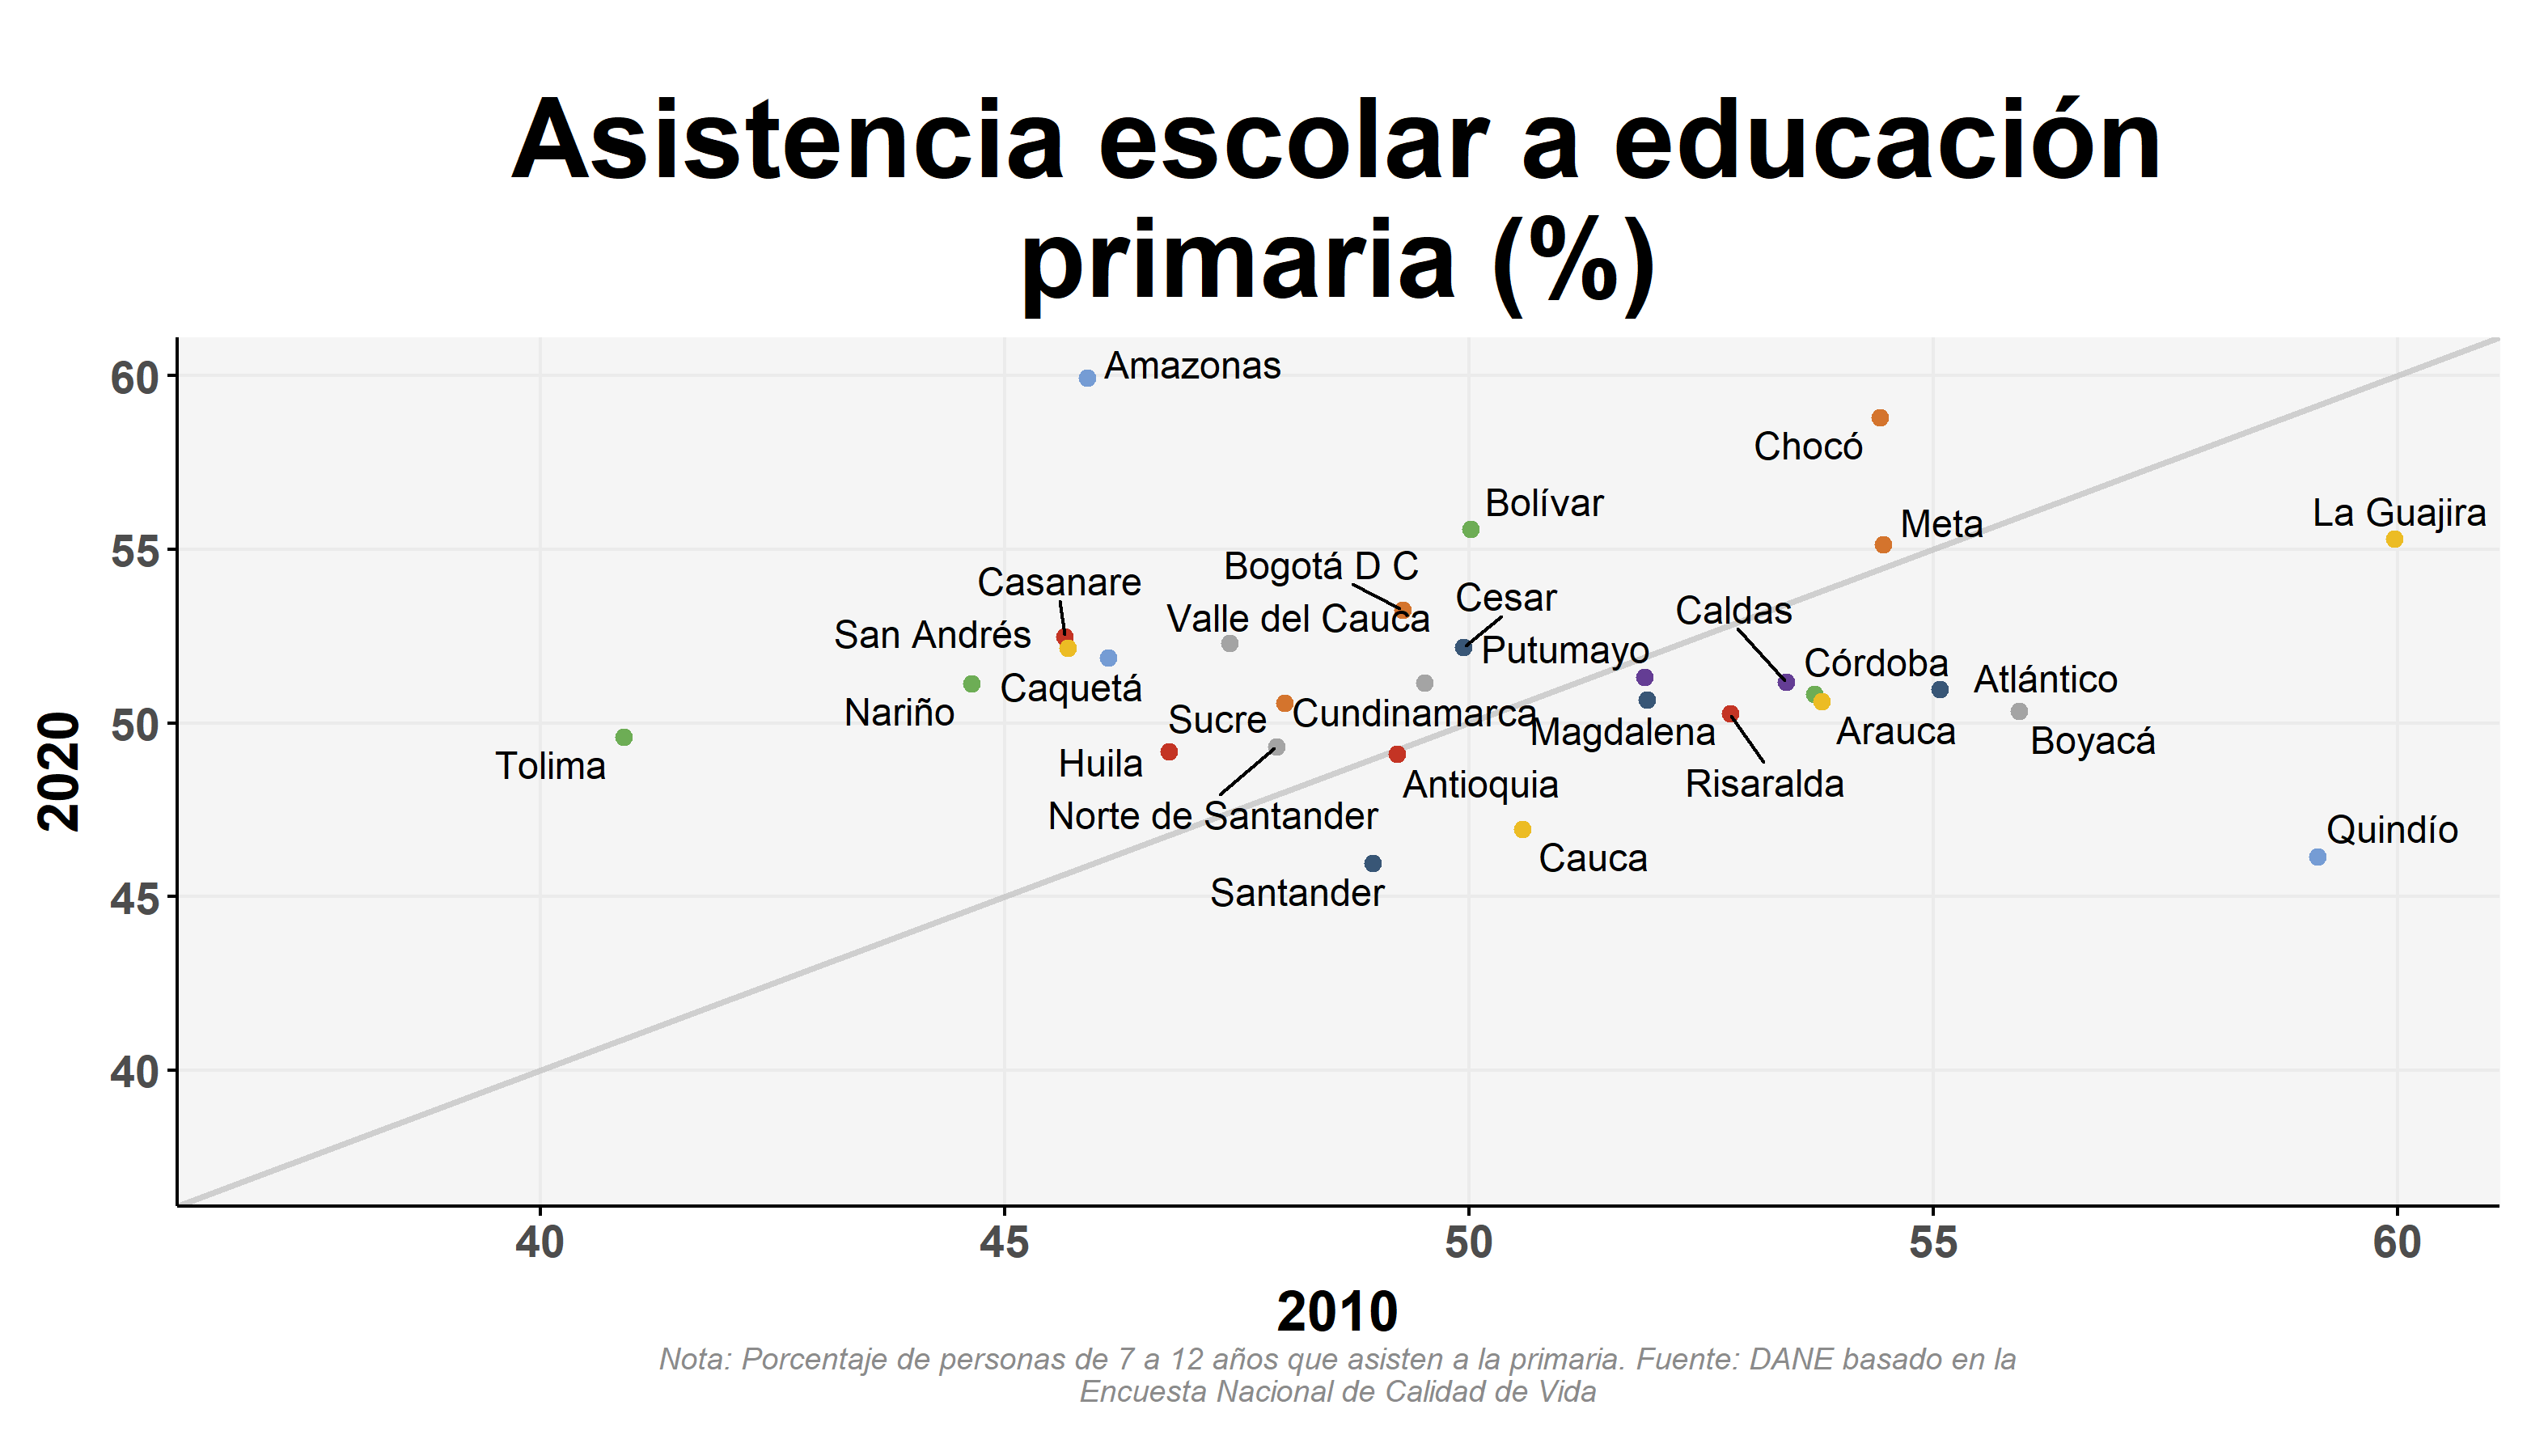 Asistencia escolar a educación
primaria (%)
60
55
50
45
40
2020
Amazonas
Chocó
Bolívar
La Guajira
Meta
Bogotá D C
Casanare
Cesar
Caldas
Valle del Cauca
San Andrés
Putumayo
Córdoba
Atlántico
Caquetá
Nariño
Sucre
Cundinamarca
Magdalena
Arauca
Boyacá
Huila
Tolima
Antioquia
Risaralda
Norte de Santander
Quindío
Cauca
Santander
40
45
50
55
60
2010
Nota: Porcentaje de personas de 7 a 12 años que asisten a la primaria. Fuente: DANE basado en la
Encuesta Nacional de Calidad de Vida